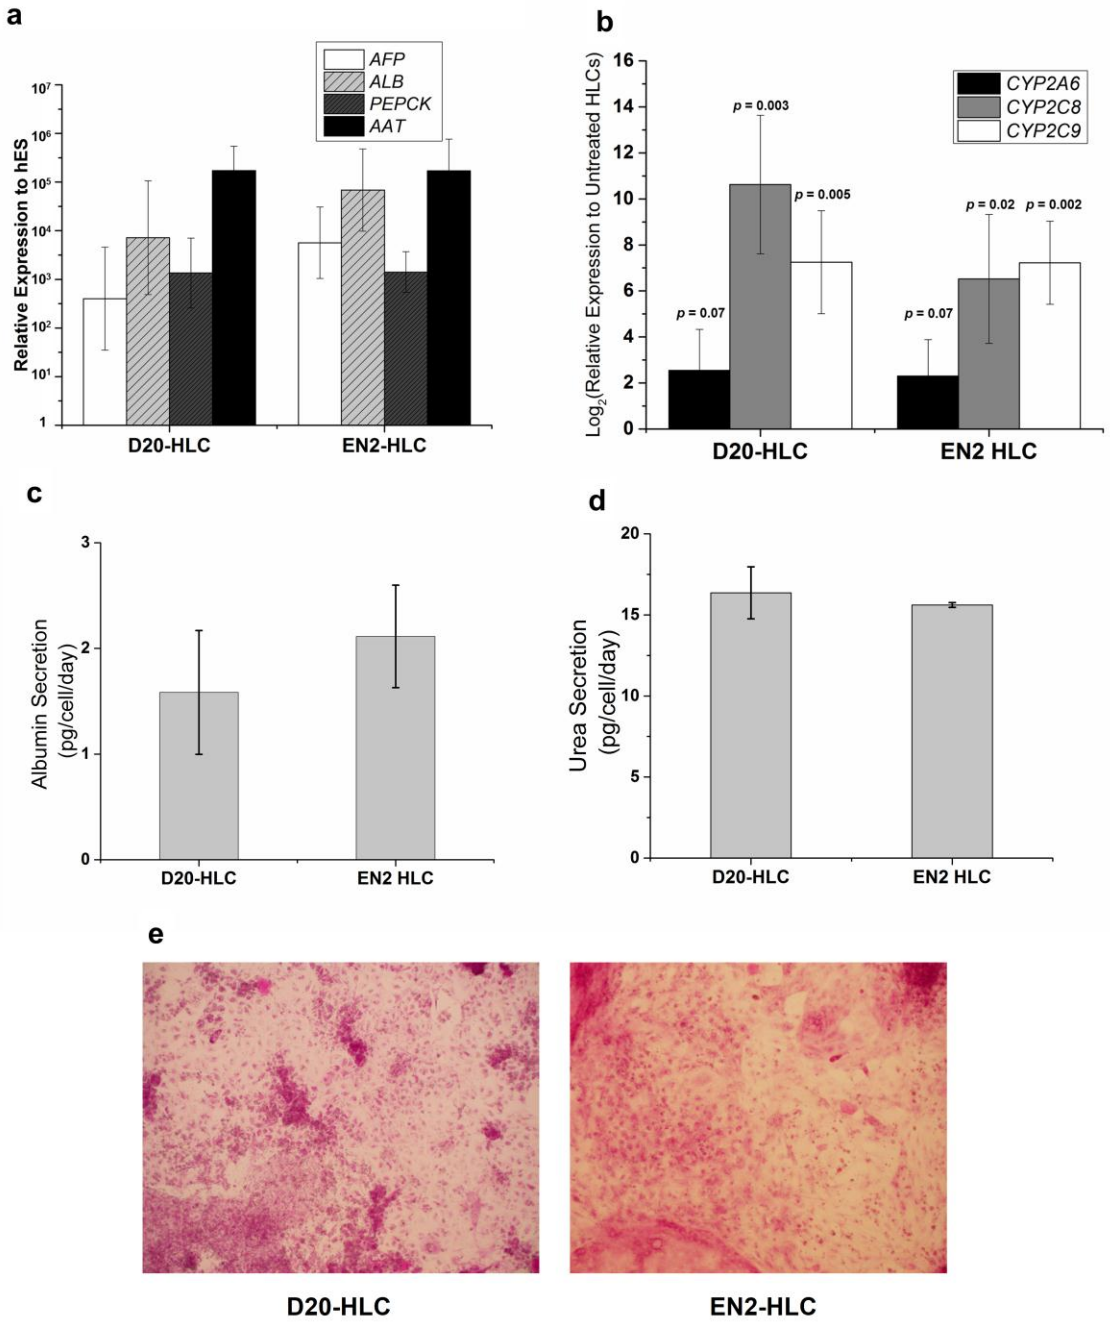 a
AFP
ALB
PEPCK
AAT
Relative Expression to hES
10⁷
10⁶
10⁵
10⁴
10³
10²
10¹
1
D20-HLC
EN2-HLC
b
CYP2A6
CYP2C8
CYP2C9
Log₂(Relative Expression to Untreated HLCs)
16
14
12
10
8
6
4
2
0
p = 0.07
p = 0.003
p = 0.005
p = 0.07
p = 0.02
p = 0.002
D20-HLC
EN2 HLC
c
Albumin Secretion
(pg/cell/day)
3
2
1
0
D20-HLC
EN2 HLC
d
Urea Secretion
(pg/cell/day)
20
15
10
5
0
D20-HLC
EN2 HLC
e
D20-HLC
EN2-HLC